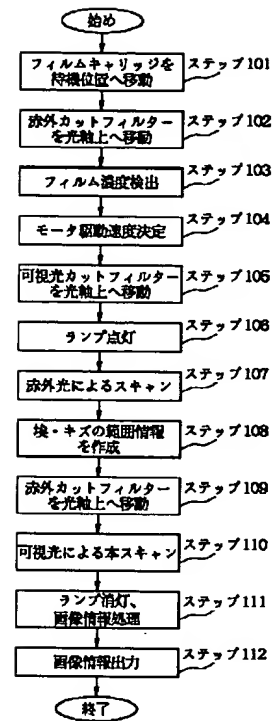 始め
フィルムキャリッジを
待機位置へ移動
ステップ101
赤外カットフィルター
を光軸上へ移動
ステップ102
フィルム濃度検出
ステップ103
モータ駆動速度決定
ステップ104
可視光カットフィルター
を光軸上へ移動
ステップ105
ランプ点灯
ステップ106
赤外光によるスキャン
ステップ107
埃・キズの範囲情報
を作成
ステップ108
赤外カットフィルター
を光軸上へ移動
ステップ109
可視光による本スキャン
ステップ110
ランプ消灯、
画像情報処理
ステップ111
画像情報出力
ステップ112
終了